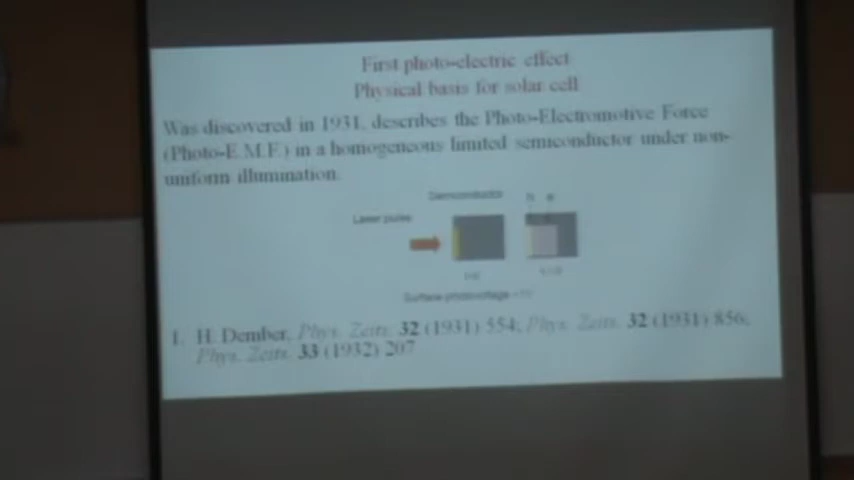 First photo-electric effect
Physical basis for solar cell
Was discovered in 1931, describes the Photo-Electromotive Force
(Photo-E.M.F.) in a homogeneous limited semiconductor under non-
uniform illumination.
Semiconductor
Laser pulse
Surface photovoltage
1. H. Dember, Phys. Zeits. 32 (1931) 554; Phys. Zeits. 32 (1931) 856;
Phys. Zeits. 33 (1932) 207